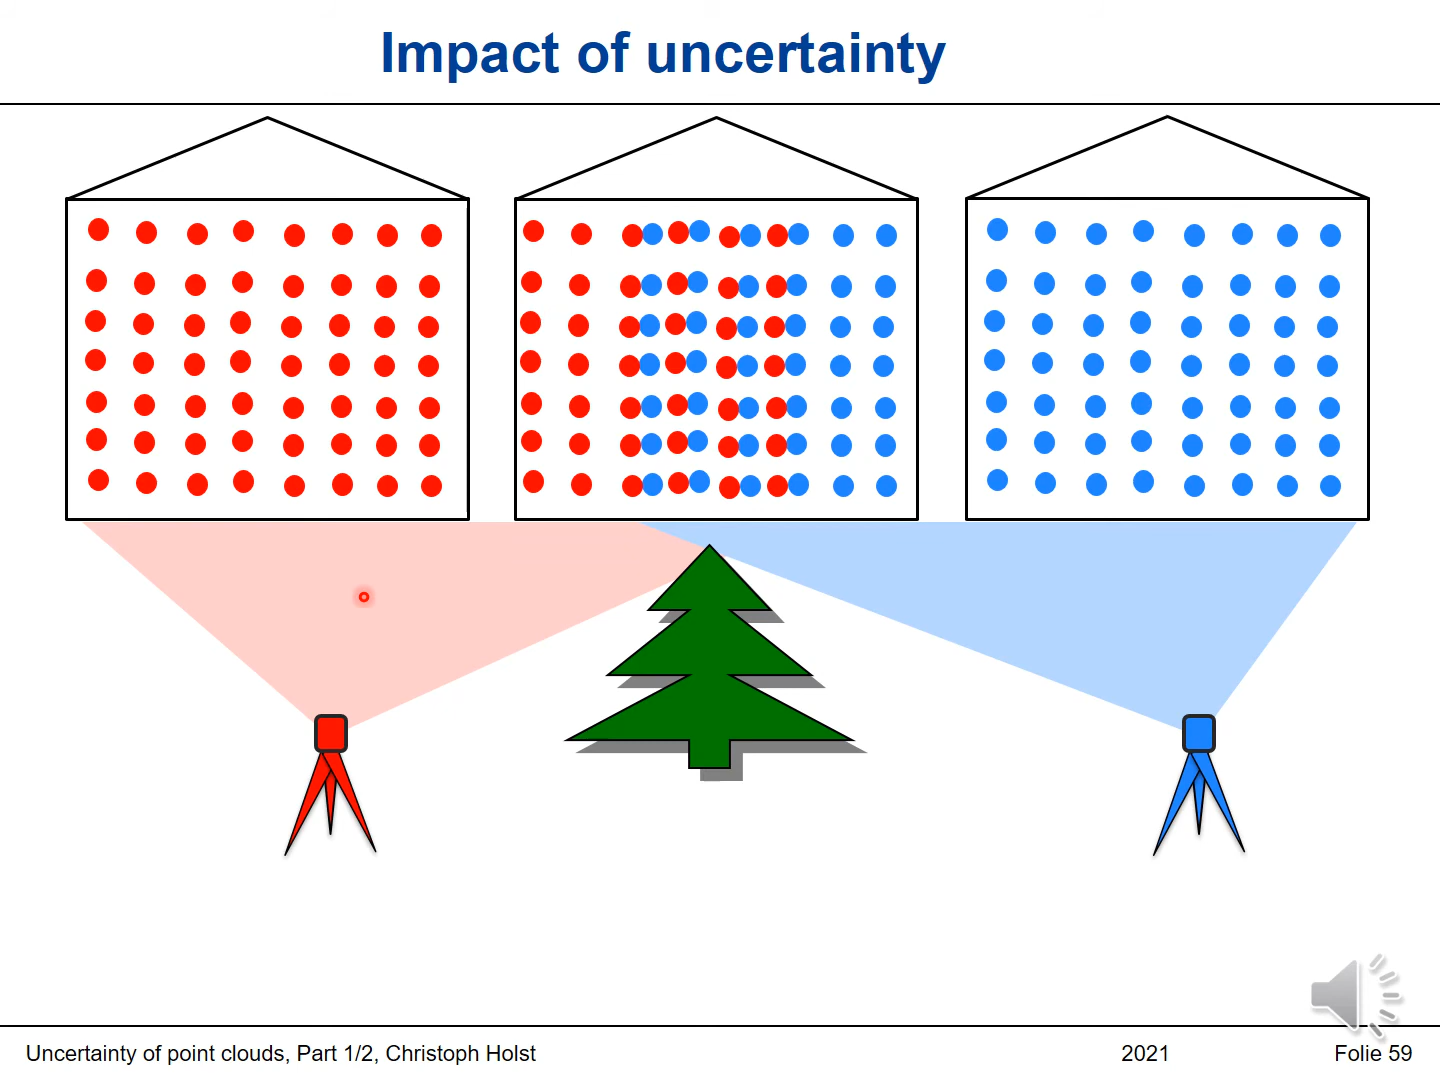 Impact of uncertainty
Uncertainty of point clouds, Part 1/2, Christoph Holst
2021
Folie 59